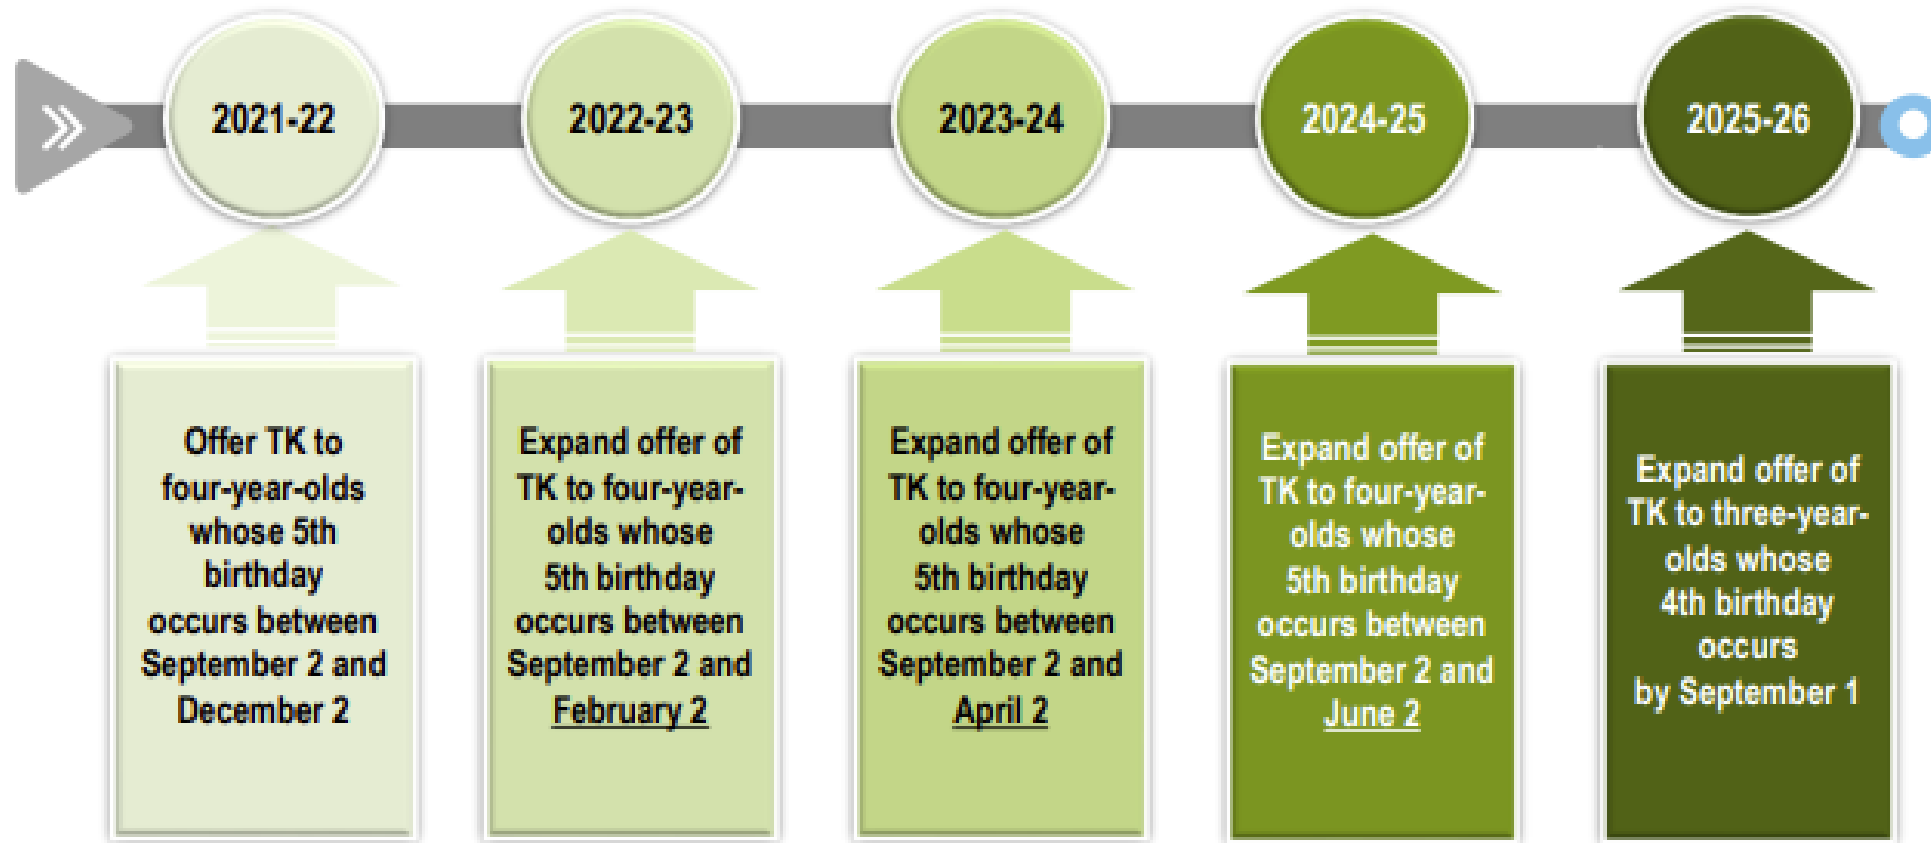 2021-22
2022-23
2023-24
2024-25
2025-26
Offer TK to
four-year-olds
whose 5th
birthday
occurs between
September 2 and
December 2
Expand offer of
TK to four-year-
olds whose
5th birthday
occurs between
September 2 and
February 2
Expand offer of
TK to four-year-
olds whose
5th birthday
occurs between
September 2 and
April 2
Expand offer of
TK to four-year-
olds whose
5th birthday
occurs between
September 2 and
June 2
Expand offer of
TK to three-year-
olds whose
4th birthday
occurs
by September 1